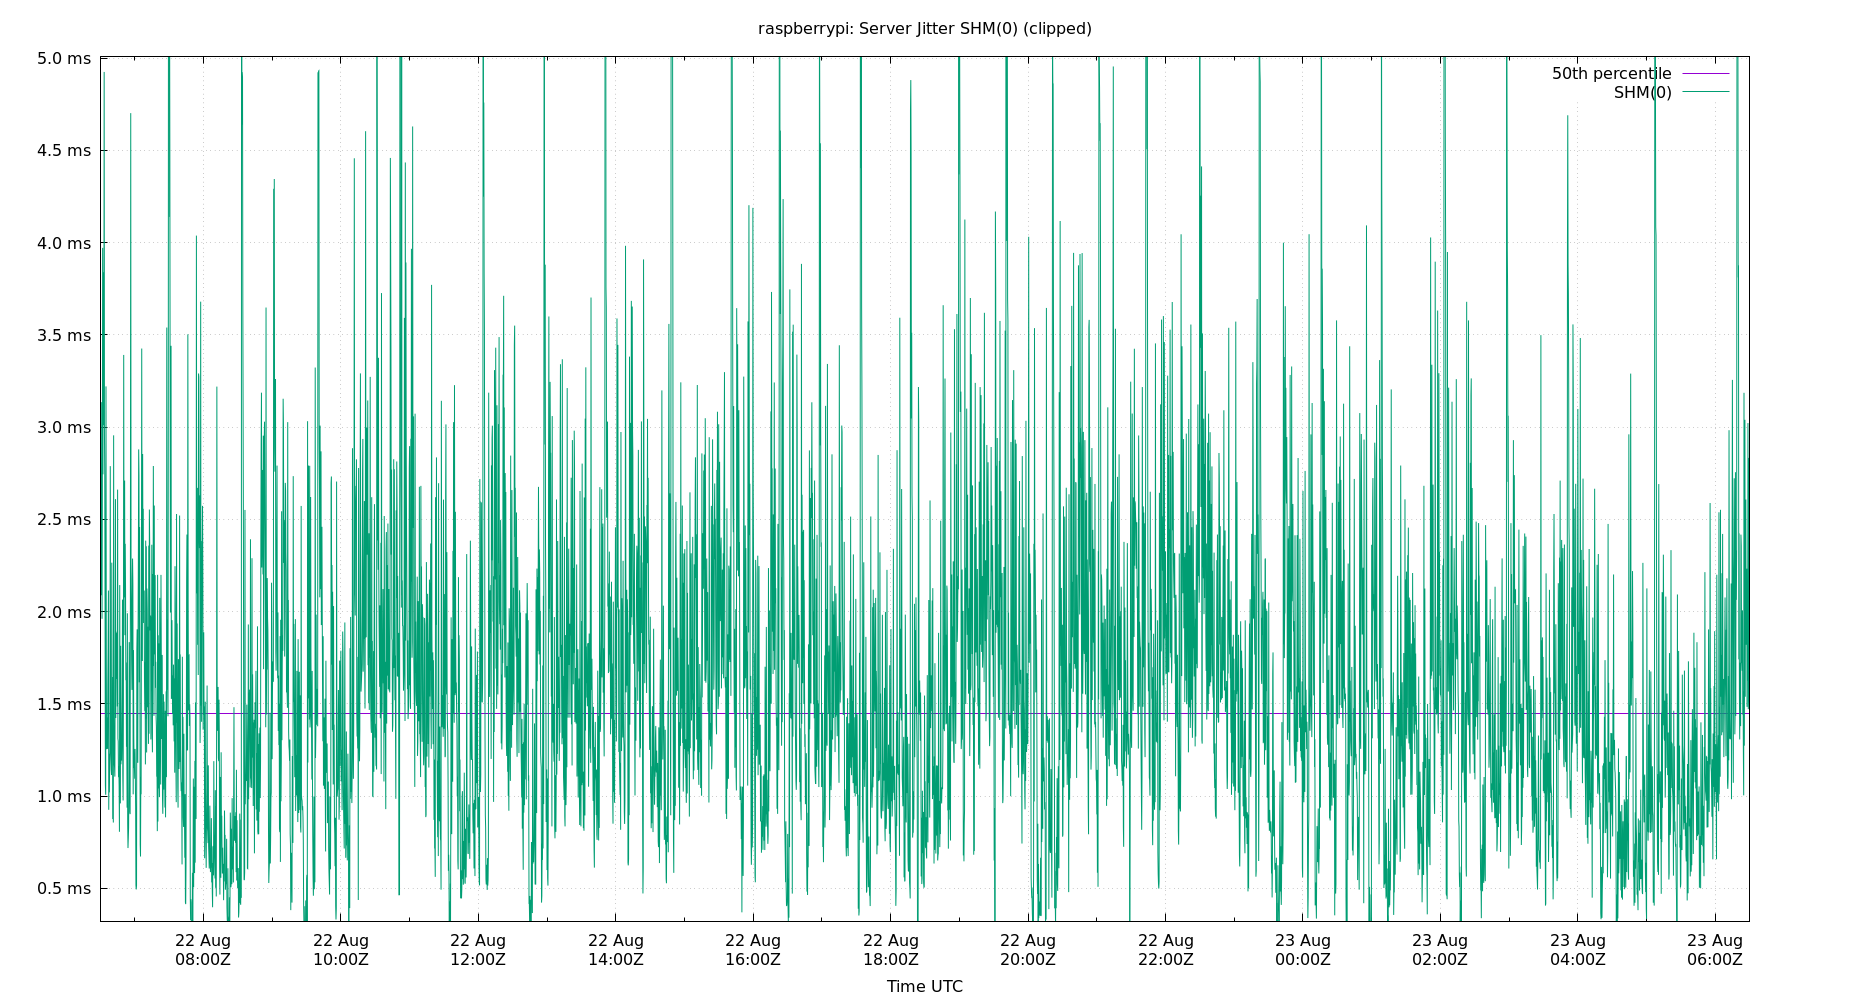 raspberrypi: Server Jitter SHM(0) (clipped)
5.0 ms
4.5 ms
4.0 ms
3.5 ms
3.0 ms
2.5 ms
2.0 ms
1.5 ms
1.0 ms
0.5 ms
50th percentile
SHM(0)
22 Aug 22 Aug 22 Aug 22 Aug 22 Aug 22 Aug 22 Aug 22 Aug 23 Aug 23 Aug 23 Aug 23 Aug
08:00Z 10:00Z 12:00Z 14:00Z 16:00Z 18:00Z 20:00Z 22:00Z 00:00Z 02:00Z 04:00Z 06:00Z
Time UTC